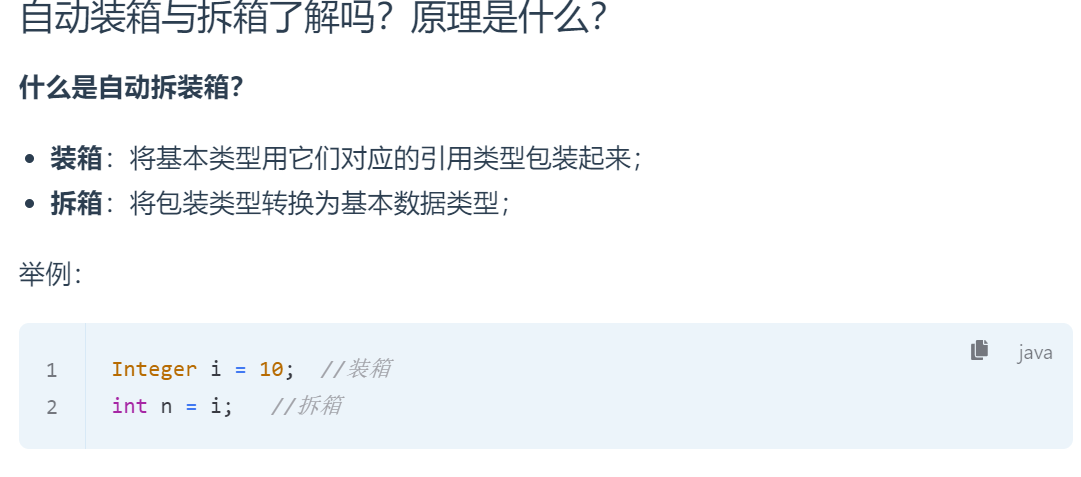 自动装箱与拆箱了解吗？原理是什么？
什么是自动拆装箱？
装箱：将基本类型用它们对应的引用类型包装起来；
拆箱：将包装类型转换为基本数据类型；
举例：
java
1 Integer i = 10;  //装箱
2 int n = i;   //拆箱